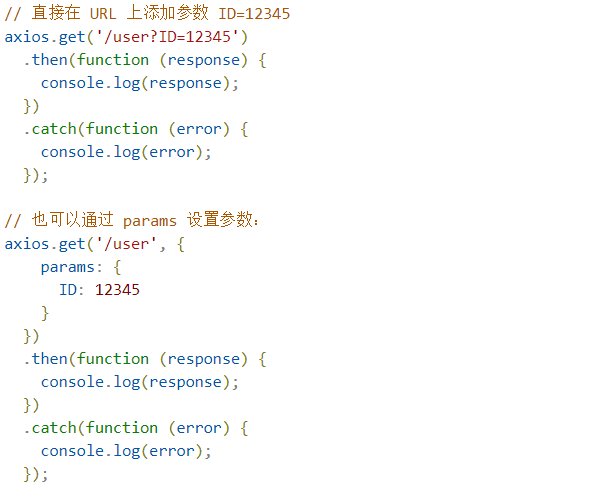 // 直接在 URL 上添加参数 ID=12345
axios.get('/user?ID=12345')
  .then(function (response) {
    console.log(response);
  })
  .catch(function (error) {
    console.log(error);
  });

// 也可以通过 params 设置参数：
axios.get('/user', {
    params: {
      ID: 12345
    }
  })
  .then(function (response) {
    console.log(response);
  })
  .catch(function (error) {
    console.log(error);
  });